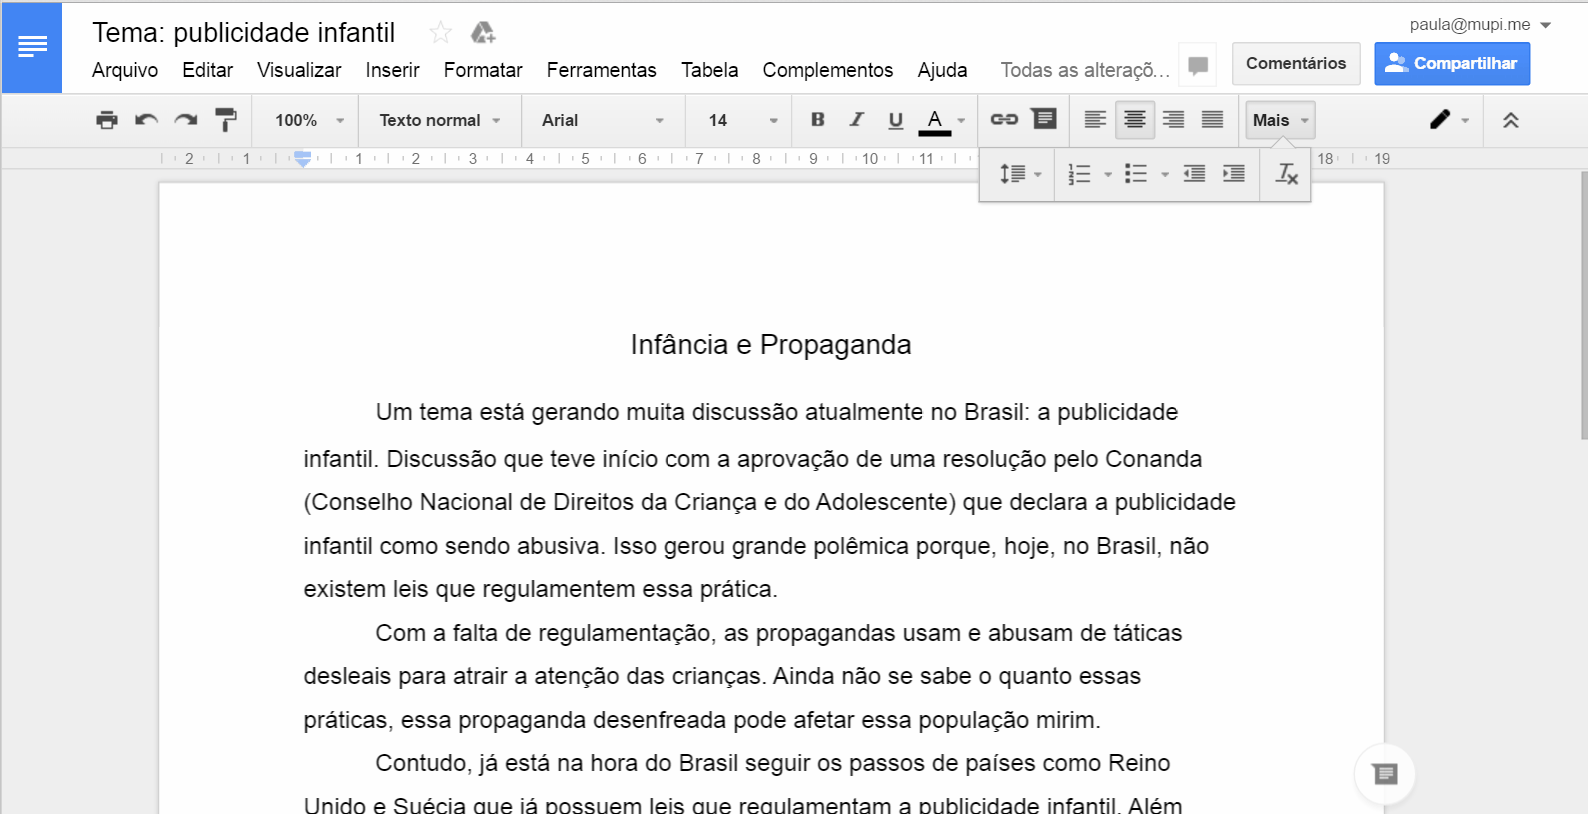 Tema: publicidade infantil
paula@mupi.me
Arquivo Editar Visualizar Inserir Formatar Ferramentas Tabela Complementos Ajuda Todas as alteraçõ...
Comentários
Compartilhar
100% Texto normal Arial 14 B I U A Mais
2 1 1 2 3 4 5 6 7 8 9 10 11 18 19
Infância e Propaganda
Um tema está gerando muita discussão atualmente no Brasil: a publicidade
infantil. Discussão que teve início com a aprovação de uma resolução pelo Conanda
(Conselho Nacional de Direitos da Criança e do Adolescente) que declara a publicidade
infantil como sendo abusiva. Isso gerou grande polêmica porque, hoje, no Brasil, não
existem leis que regulamentem essa prática.
Com a falta de regulamentação, as propagandas usam e abusam de táticas
desleais para atrair a atenção das crianças. Ainda não se sabe o quanto essas
práticas, essa propaganda desenfreada pode afetar essa população mirim.
Contudo, já está na hora do Brasil seguir os passos de países como Reino
Unido e Suécia que já possuem leis que regulamentam a publicidade infantil. Além